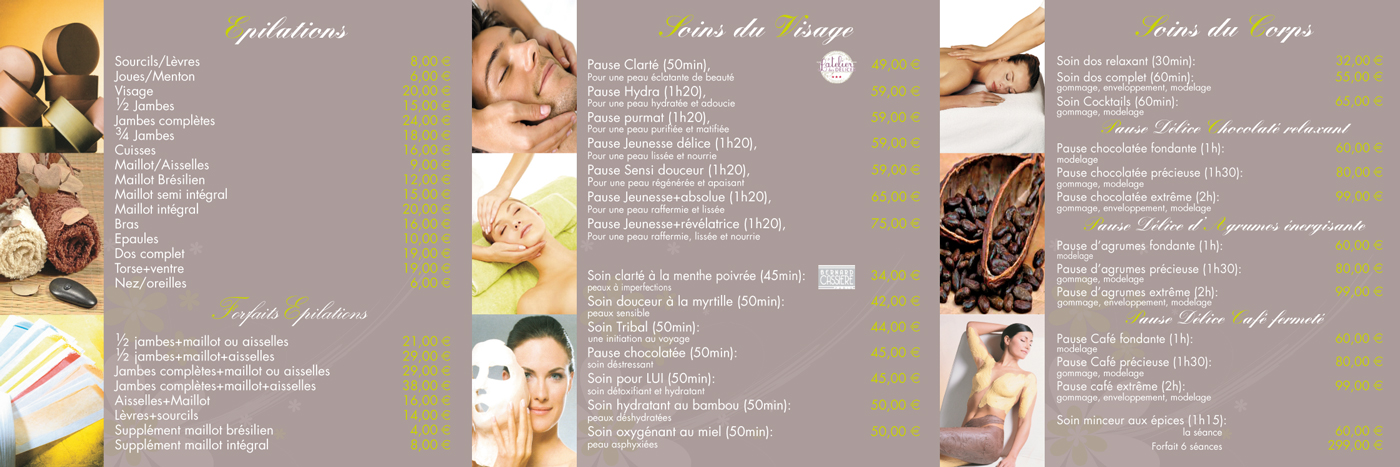 Epilations
Sourcils/Lèvres 8,00 €
Joues/Menton 6,00 €
Visage 20,00 €
½ Jambes 15,00 €
Jambes complètes 24,00 €
¾ Jambes 18,00 €
Cuisses 16,00 €
Maillot/Aisselles 9,00 €
Maillot Brésilien 12,00 €
Maillot semi intégral 15,00 €
Maillot intégral 20,00 €
Bras 16,00 €
Epaules 10,00 €
Dos complet 19,00 €
Torse+ventre 19,00 €
Nez/oreilles 6,00 €
Forfaits Epilations
½ jambes+maillot ou aisselles 21,00 €
½ jambes+maillot+aisselles 29,00 €
Jambes complètes+maillot ou aisselles 29,00 €
Jambes complètes+maillot+aisselles 38,00 €
Aisselles+Maillot 16,00 €
Lèvres+sourcils 14,00 €
Supplément maillot brésilien 4,00 €
Supplément maillot intégral 8,00 €
Soins du Visage
Pause Clarté (50min), 49,00 €
Pour une peau éclatante de beauté
Pause Hydra (1h20), 59,00 €
Pour une peau hydratée et adoucie
Pause purmat (1h20), 59,00 €
Pour une peau purifiée et matifiée
Pause Jeunesse délice (1h20), 59,00 €
Pour une peau lissée et nourrie
Pause Sensi douceur (1h20), 59,00 €
Pour une peau régénérée et apaisant
Pause Jeunesse+absolue (1h20), 65,00 €
Pour une peau raffermie et lissée
Pause Jeunesse+révélatrice (1h20), 75,00 €
Pour une peau raffermie, lissée et nourrie
Soin clarté à la menthe poivrée (45min): BERNARD CASSIERE 34,00 €
peaux à imperfections
Soin douceur à la myrtille (50min): 42,00 €
peaux sensible
Soin Tribal (50min): 44,00 €
une initiation au voyage
Pause chocolatée (50min): 45,00 €
soin déstressant
Soin pour LUI (50min): 45,00 €
soin détoxifiant et hydratant
Soin hydratant au bambou (50min): 50,00 €
peaux déshydratées
Soin oxygénant au miel (50min): 50,00 €
peau asphyxiées
Soins du Corps
Soin dos relaxant (30min): 32,00 €
Soin dos complet (60min): 55,00 €
gommage, enveloppement, modelage
Soin Cocktails (60min): 65,00 €
gommage, modelage
Pause Délice Chocolaté relaxant
Pause chocolatée fondante (1h): 60,00 €
modelage
Pause chocolatée précieuse (1h30): 80,00 €
gommage, modelage
Pause chocolatée extrême (2h): 99,00 €
gommage, enveloppement, modelage
Pause Délice d'Agrumes énergisante
Pause d'agrumes fondante (1h): 60,00 €
modelage
Pause d'agrumes précieuse (1h30): 80,00 €
gommage, modelage
Pause d'agrumes extrême (2h): 99,00 €
gommage, enveloppement, modelage
Pause Délice Café fermeté
Pause Café fondante (1h): 60,00 €
modelage
Pause Café précieuse (1h30): 80,00 €
gommage, modelage
Pause café extrême (2h): 99,00 €
gommage, enveloppement, modelage
Soin minceur aux épices (1h15):
la séance 60,00 €
Forfait 6 séances 299,00 €